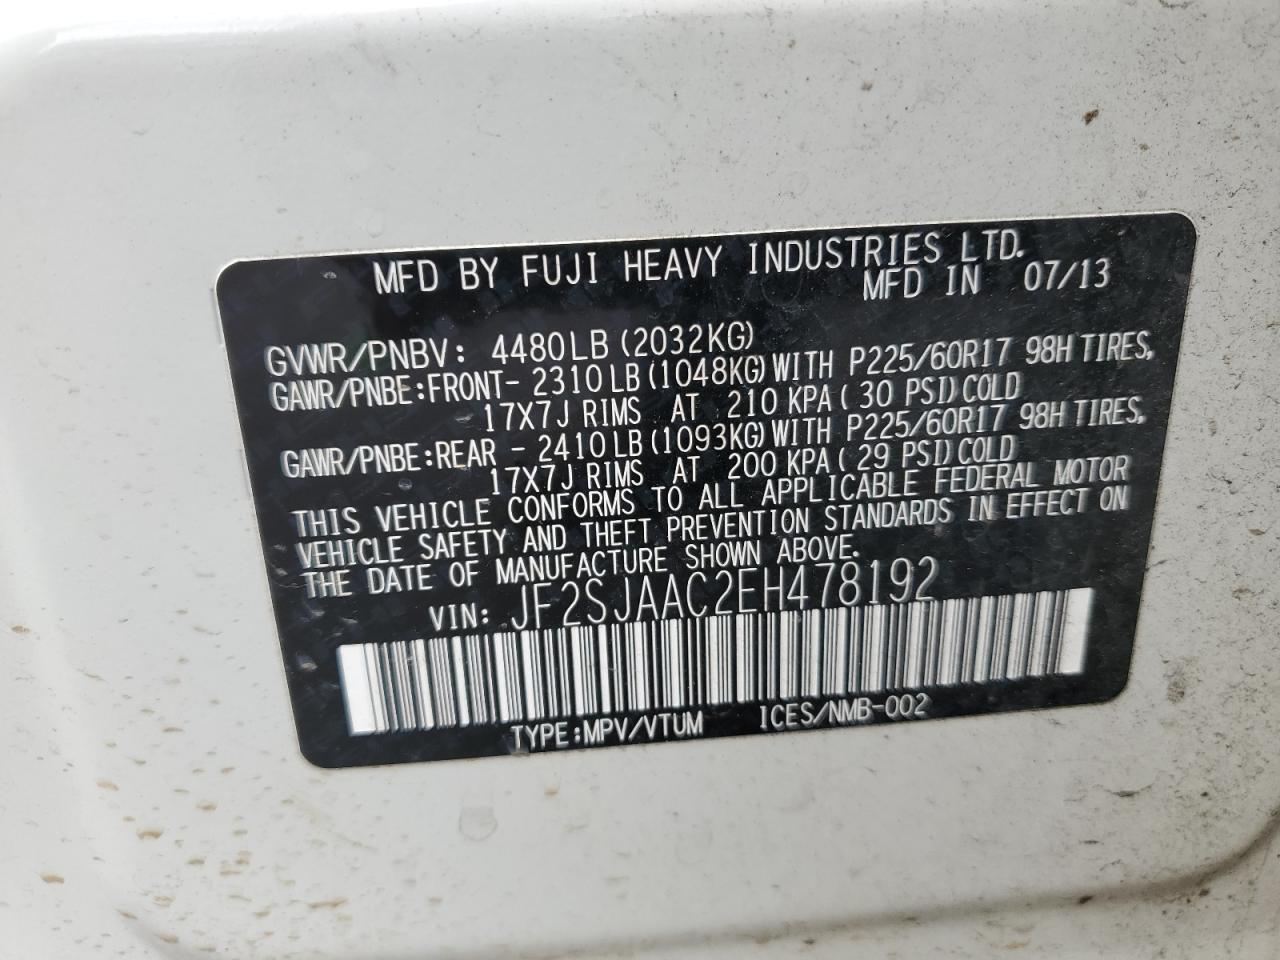 MFD BY FUJI HEAVY INDUSTRIES LTD.
MFD IN 07/13
GVWR/PNBV: 4480LB (2032KG)
GAWR/PNBE:FRONT- 2310LB (1048KG) WITH P225/60R17 98H TIRES,
17X7J RIMS AT 210 KPA ( 30 PSI) COLD
GAWR/PNBE:REAR - 2410LB (1093KG) WITH P225/60R17 98H TIRES,
17X7J RIMS AT 200 KPA ( 29 PSI) COLD
THIS VEHICLE CONFORMS TO ALL APPLICABLE FEDERAL MOTOR
VEHICLE SAFETY AND THEFT PREVENTION STANDARDS IN EFFECT ON
THE DATE OF MANUFACTURE SHOWN ABOVE.
VIN: JF2SJAAC2EH478192
TYPE:MPV/VTUM ICES/NMB-002